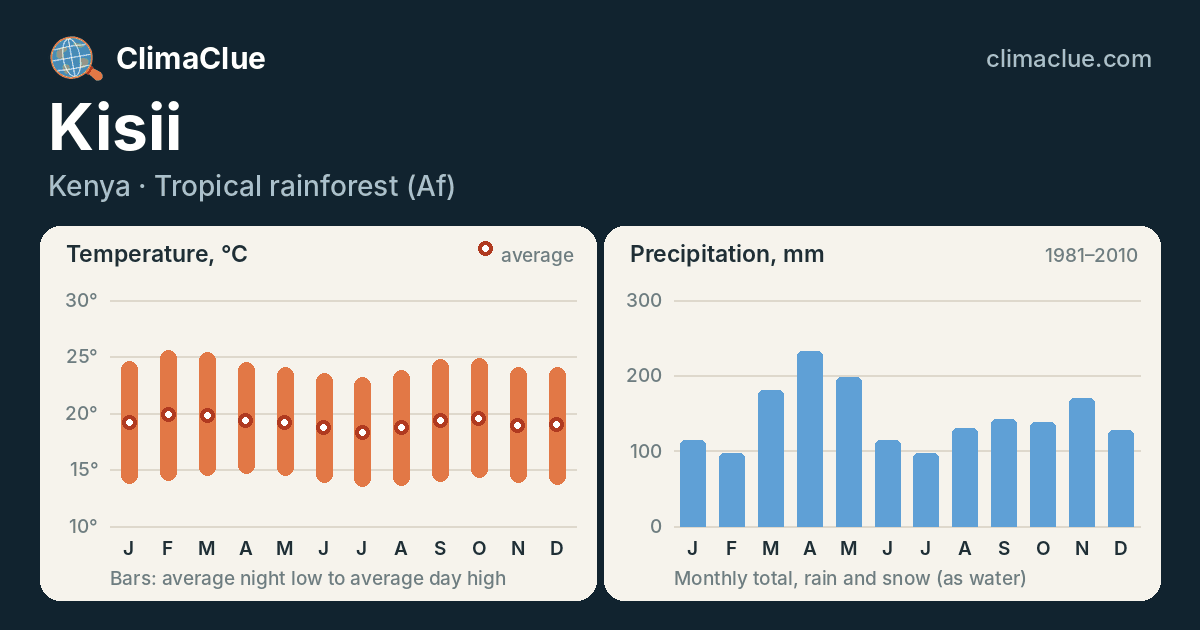 ClimaClue
climaclue.com
Kisii
Kenya · Tropical rainforest (Af)
Temperature, °C
average
30°
25°
20°
15°
10°
J F M A M J J A S O N D
Bars: average night low to average day high
Precipitation, mm
1981–2010
300
200
100
0
J F M A M J J A S O N D
Monthly total, rain and snow (as water)